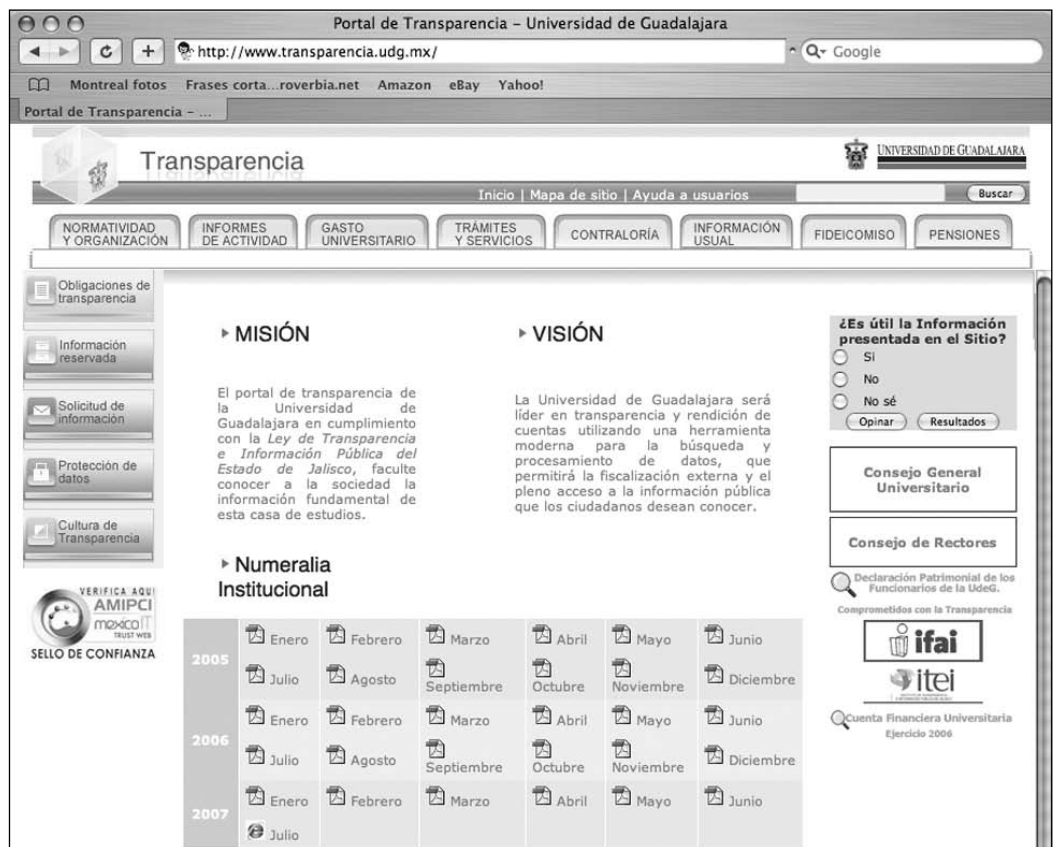 Portal de Transparencia – Universidad de Guadalajara
http://www.transparencia.udg.mx/
Google
Montreal fotos Frases corta...roverbia.net Amazon eBay Yahoo!
Portal de Transparencia – ...
Transparencia
UNIVERSIDAD DE GUADALAJARA
Inicio | Mapa de sitio | Ayuda a usuarios
Buscar
NORMATIVIDAD
Y ORGANIZACIÓN
INFORMES
DE ACTIVIDAD
GASTO
UNIVERSITARIO
TRÁMITES
Y SERVICIOS
CONTRALORÍA
INFORMACIÓN
USUAL
FIDEICOMISO
PENSIONES
Obligaciones de
transparencia
Información
reservada
Solicitud de
información
Protección de
datos
Cultura de
Transparencia
VERIFICA AQUI
AMIPCI
mexicoIT
TRUST WEB
SELLO DE CONFIANZA
MISIÓN
El portal de transparencia de
la Universidad de
Guadalajara en cumplimiento
con la Ley de Transparencia
e Información Pública del
Estado de Jalisco, faculte
conocer a la sociedad la
información fundamental de
esta casa de estudios.
VISIÓN
La Universidad de Guadalajara será
líder en transparencia y rendición de
cuentas utilizando una herramienta
moderna para la búsqueda y
procesamiento de datos, que
permitirá la fiscalización externa y el
pleno acceso a la información pública
que los ciudadanos desean conocer.
Numeralia
Institucional
2005
Enero Febrero Marzo Abril Mayo Junio
Julio Agosto Septiembre Octubre Noviembre Diciembre
2006
Enero Febrero Marzo Abril Mayo Junio
Julio Agosto Septiembre Octubre Noviembre Diciembre
2007
Enero Febrero Marzo Abril Mayo Junio
Julio
¿Es útil la Información
presentada en el Sitio?
Si
No
No sé
Opinar Resultados
Consejo General
Universitario
Consejo de Rectores
Declaración Patrimonial de los
Funcionarios de la UdeG.
Comprometidos con la Transparencia
ifai
itei
Cuenta Financiera Universitaria
Ejercicio 2006